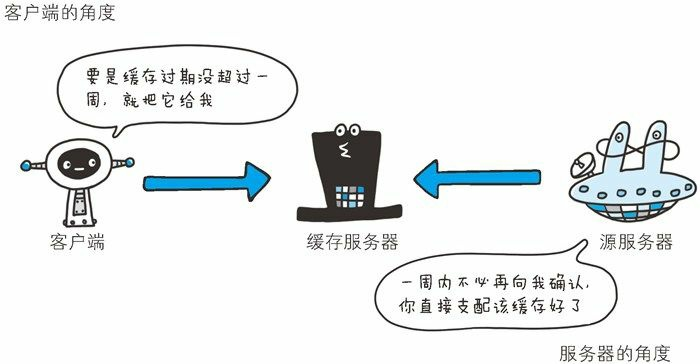 客户端的角度
要是缓存过期没超过一
周，就把它给我
客户端
缓存服务器
源服务器
一周内不必再向我确认，
你直接支配该缓存好了
服务器的角度